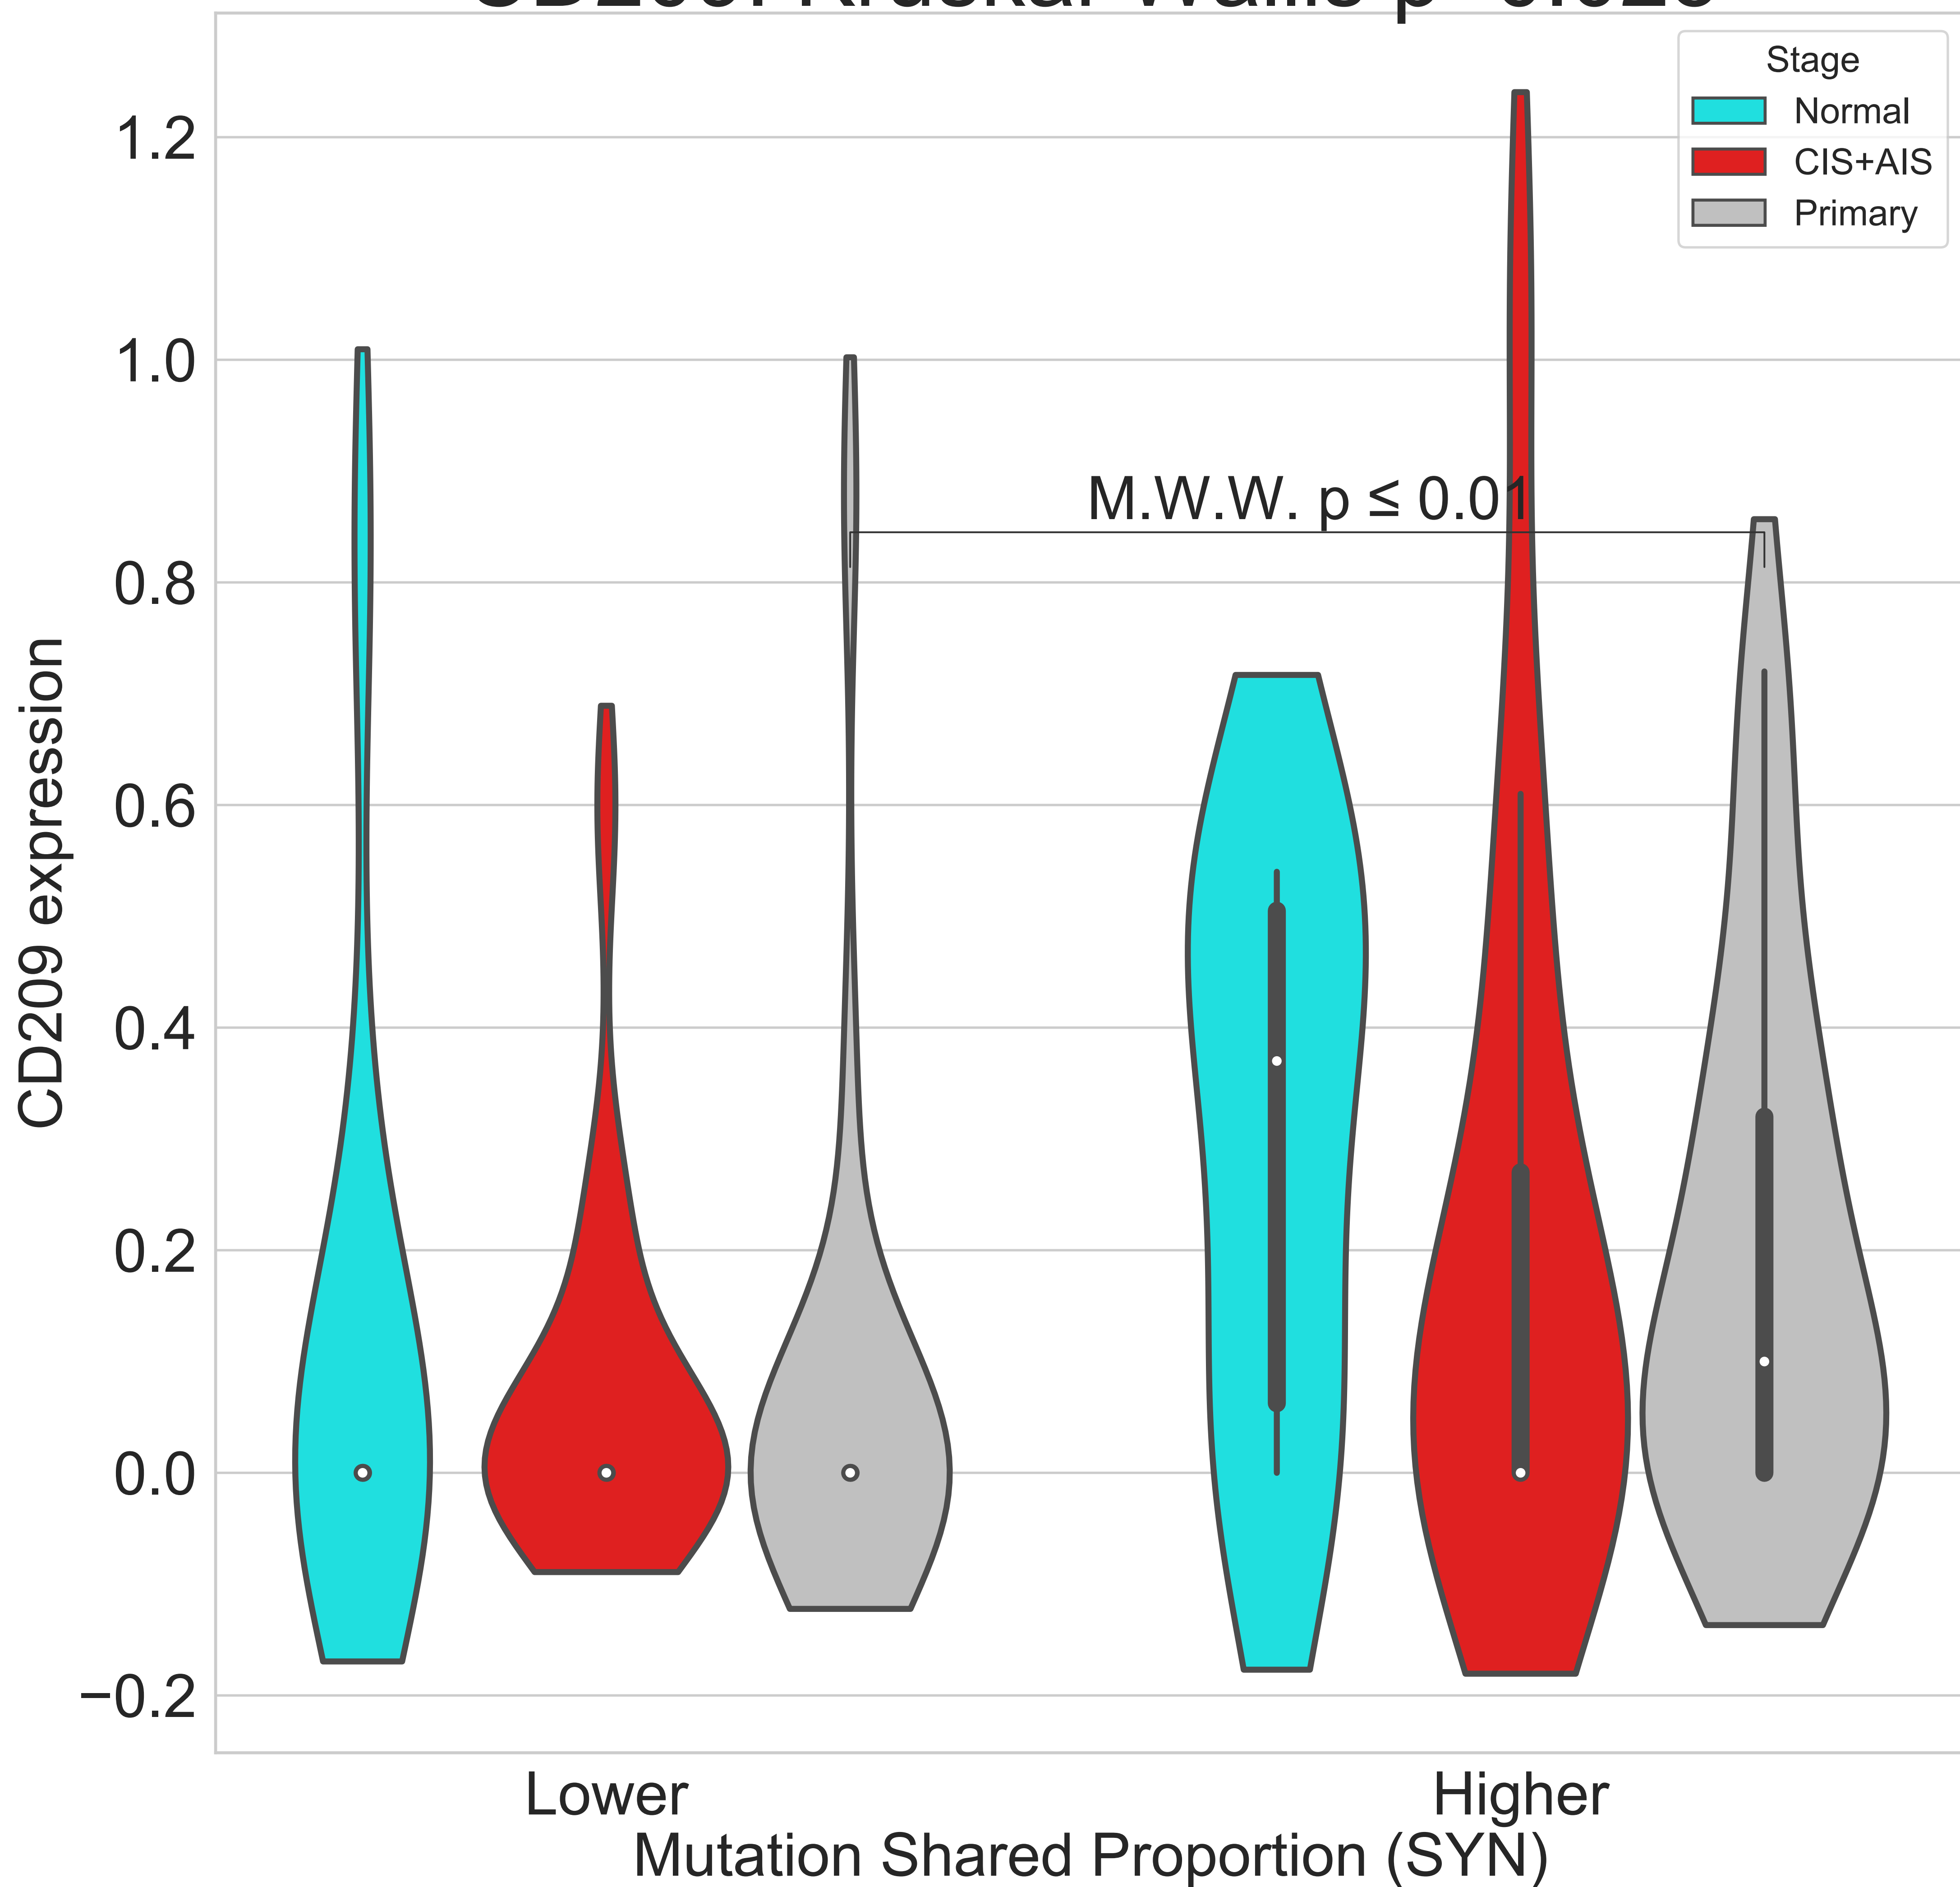 Stage
Normal
CIS+AIS
Primary
1.2
1.0
0.8
0.6
0.4
0.2
0.0
−0.2
CD209 expression
M.W.W. p ≤ 0.01
Lower
Higher
Mutation Shared Proportion (SYN)